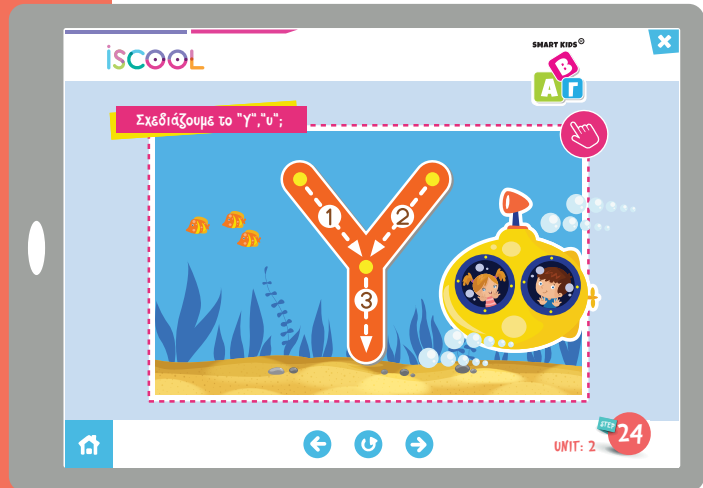 iSCOOL
SMART KIDS®
Α Β Γ
Σχεδιάζουμε το "Υ","υ";
1 2
3
UNIT: 2
STEP 24